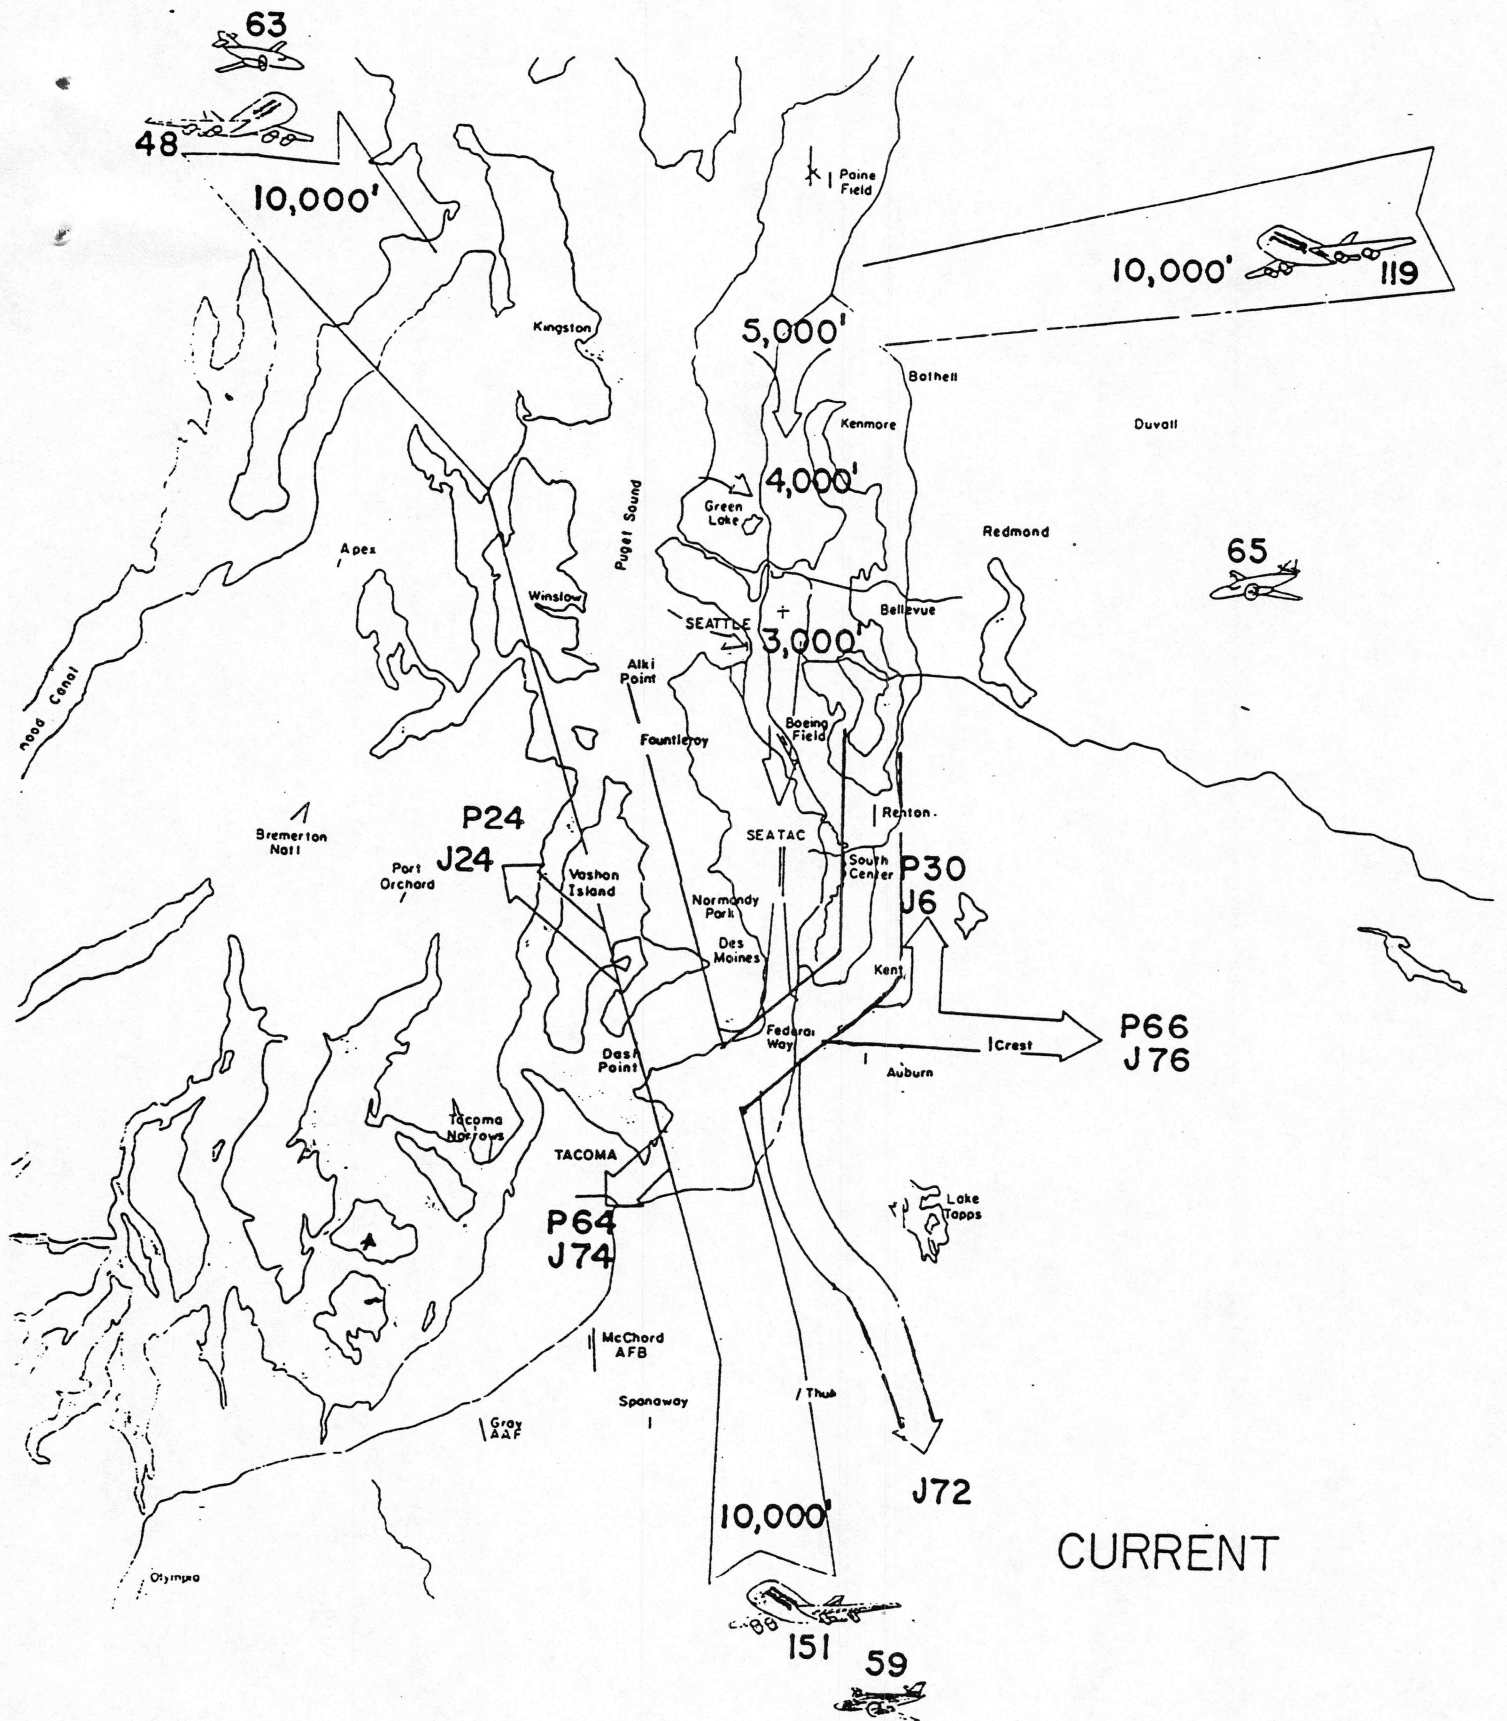 63
48
10,000'
Paine
Field
10,000'
119
Kingston
5,000'
Bothell
Kenmore
Duvall
4,000'
Green
Lake
Puget Sound
Redmond
Apex
65
Winslow
Bellevue
SEATTLE
3,000'
Hood Canal
Alki
Point
Boeing
Field
Fountleroy
P24
Renton
Bremerton
Natl
SEATAC
J24
Port
Orchard
Vashon
Island
South
Center
P30
J6
Normandy
Park
Des
Moines
Kent
Federal
Way
P66
J76
Crest
Dash
Point
Auburn
Tacoma
Narrows
TACOMA
Lake
Tapps
P64
J74
McChord
AFB
Spanaway
Thun
Gray
AAF
J72
10,000'
CURRENT
Olympia
151
59